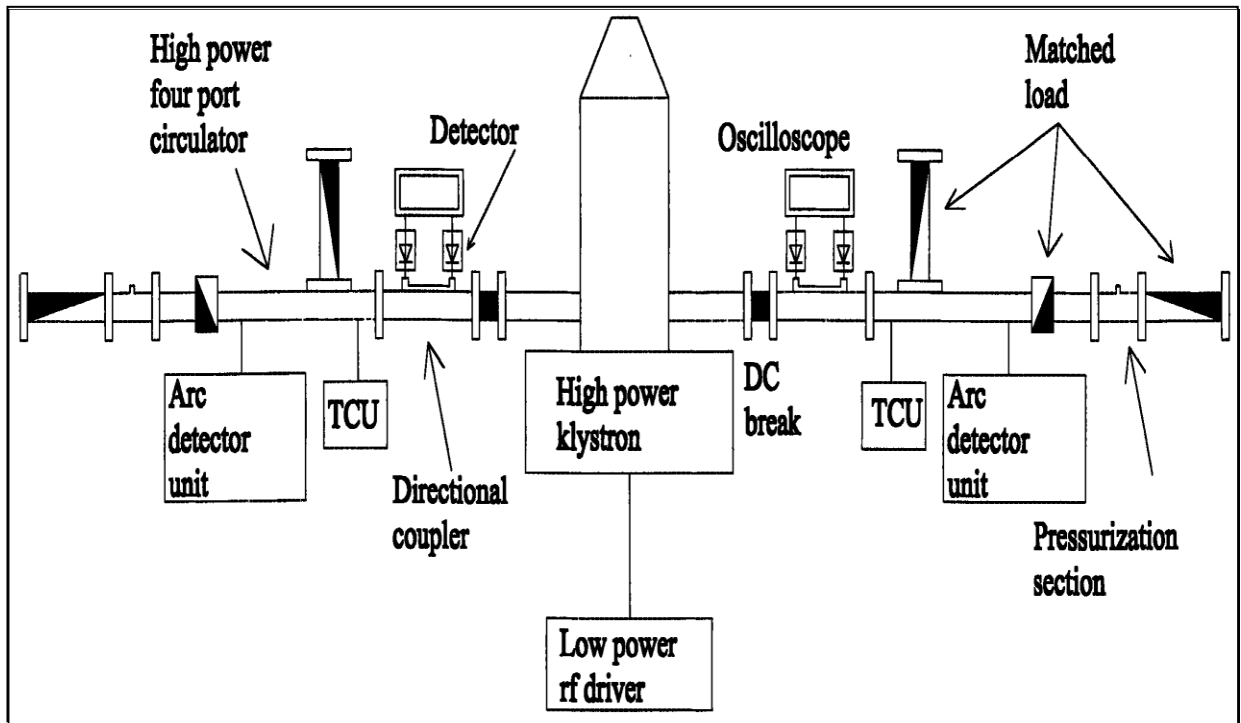 High power
four port
circulator
Detector
Oscilloscope
Matched
load
Arc
detector
unit
TCU
Directional
coupler
High power
klystron
DC
break
TCU
Arc
detector
unit
Pressurization
section
Low power
rf driver